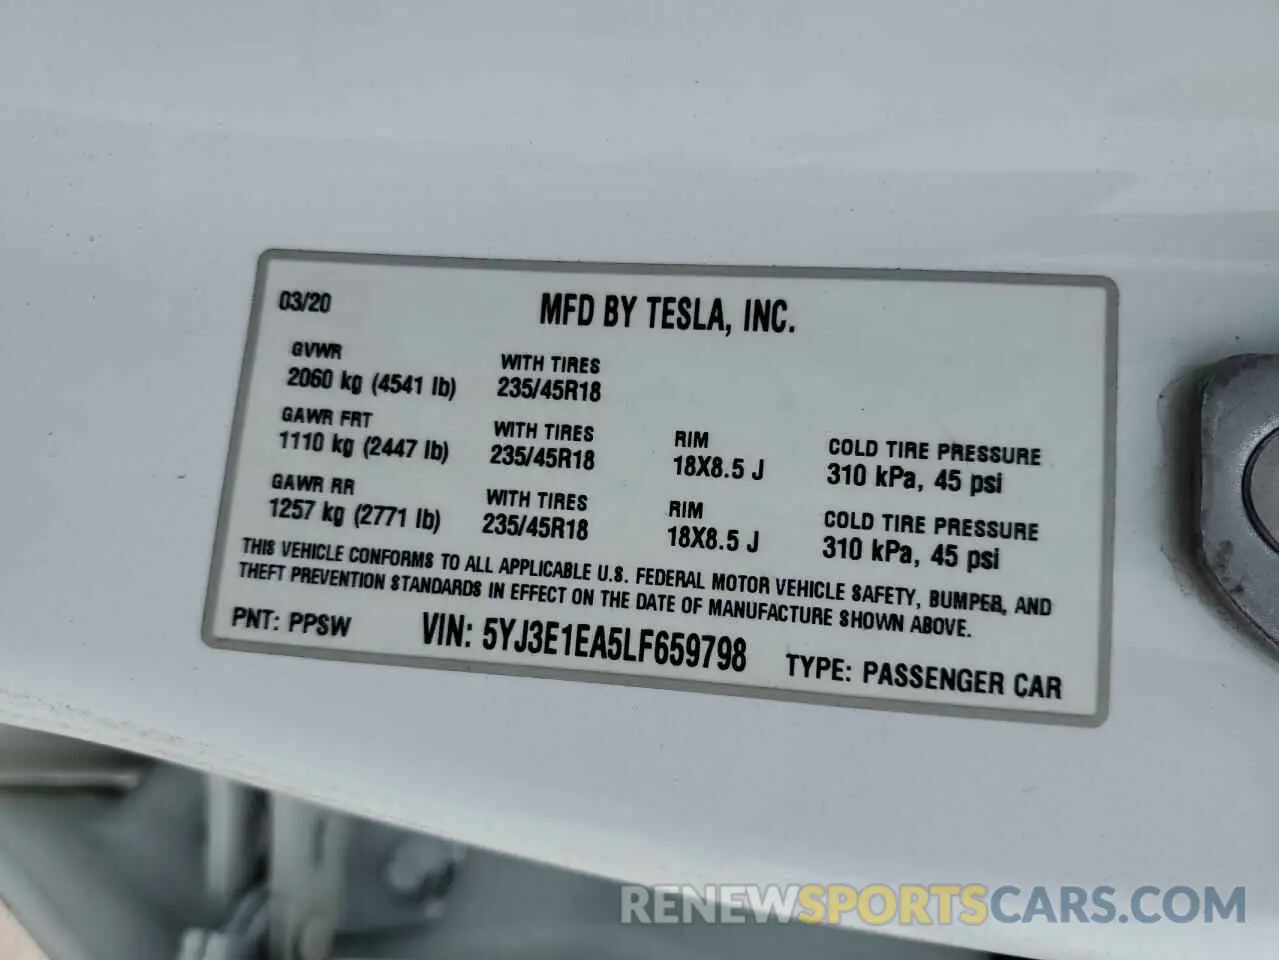 03/20 MFD BY TESLA, INC.
GVWR WITH TIRES
2060 kg (4541 lb) 235/45R18
GAWR FRT WITH TIRES RIM COLD TIRE PRESSURE
1110 kg (2447 lb) 235/45R18 18X8.5 J 310 kPa, 45 psi
GAWR RR WITH TIRES RIM COLD TIRE PRESSURE
1257 kg (2771 lb) 235/45R18 18X8.5 J 310 kPa, 45 psi
THIS VEHICLE CONFORMS TO ALL APPLICABLE U.S. FEDERAL MOTOR VEHICLE SAFETY, BUMPER, AND
THEFT PREVENTION STANDARDS IN EFFECT ON THE DATE OF MANUFACTURE SHOWN ABOVE.
PNT: PPSW VIN: 5YJ3E1EA5LF659798 TYPE: PASSENGER CAR
RENEWSPORTSCARS.COM